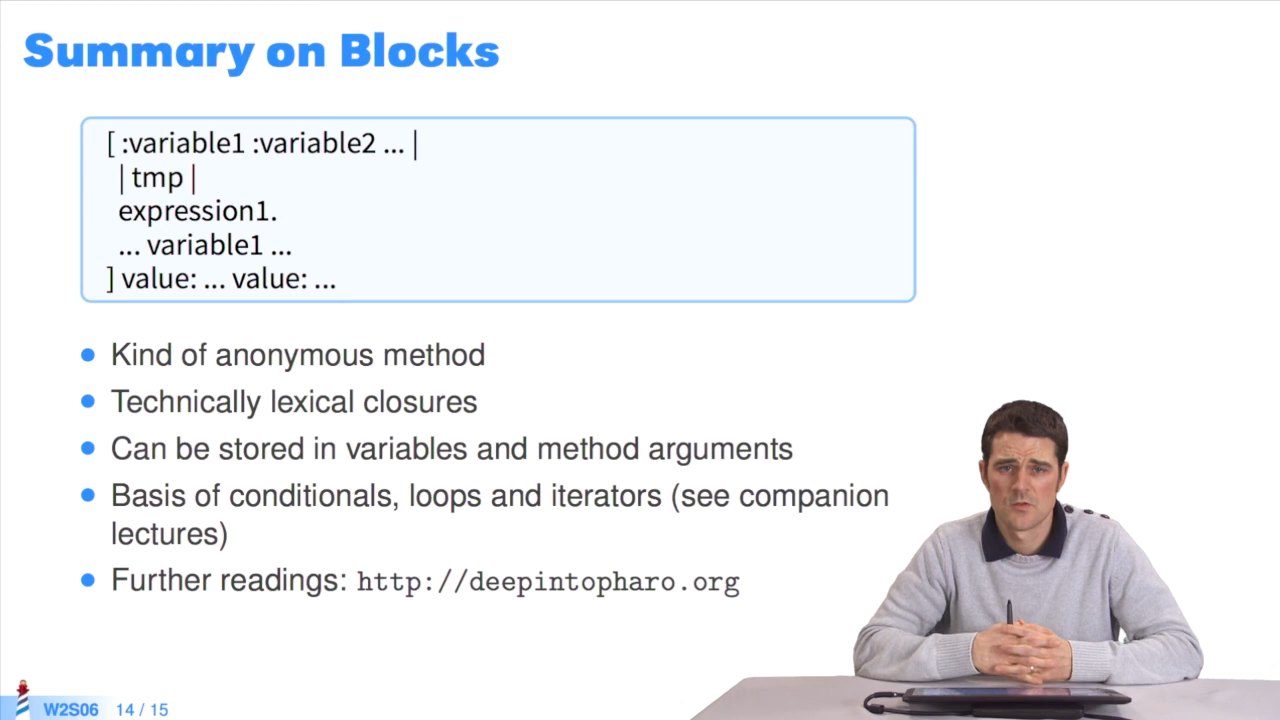 Summary on Blocks
[ :variable1 :variable2 ... |
| tmp |
expression1.
... variable1 ...
] value: ... value: ...
Kind of anonymous method
Technically lexical closures
Can be stored in variables and method arguments
Basis of conditionals, loops and iterators (see companion
lectures)
Further readings: http://deepintopharo.org
W2S06 14 / 15